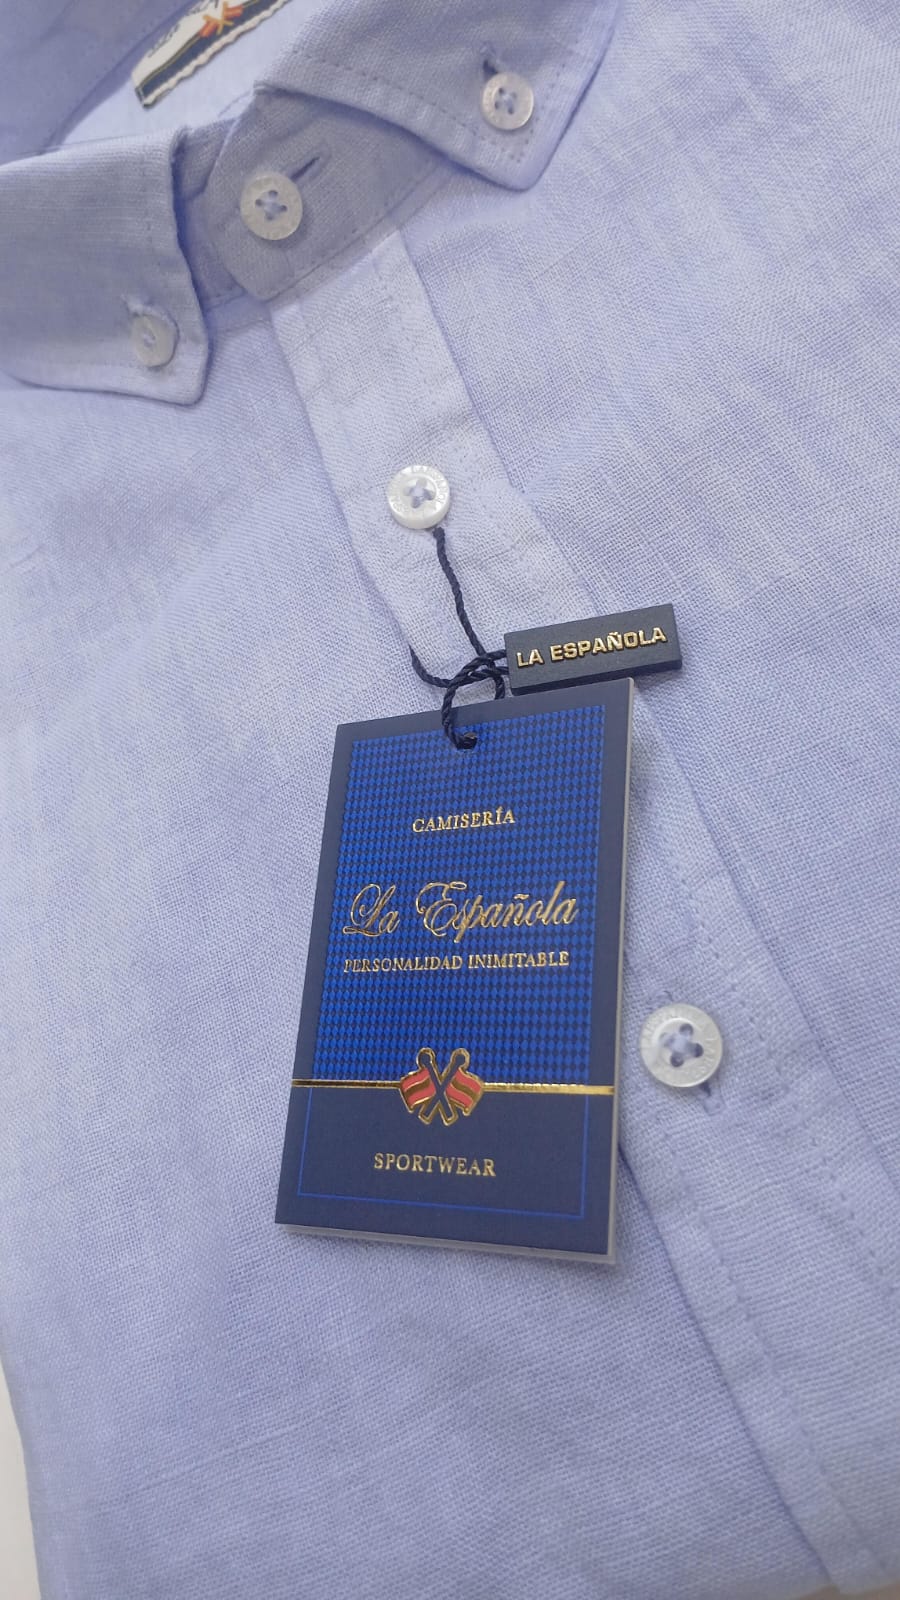 LA ESPAÑOLA
CAMISERÍA
La Española
PERSONALIDAD INIMITABLE
SPORTWEAR